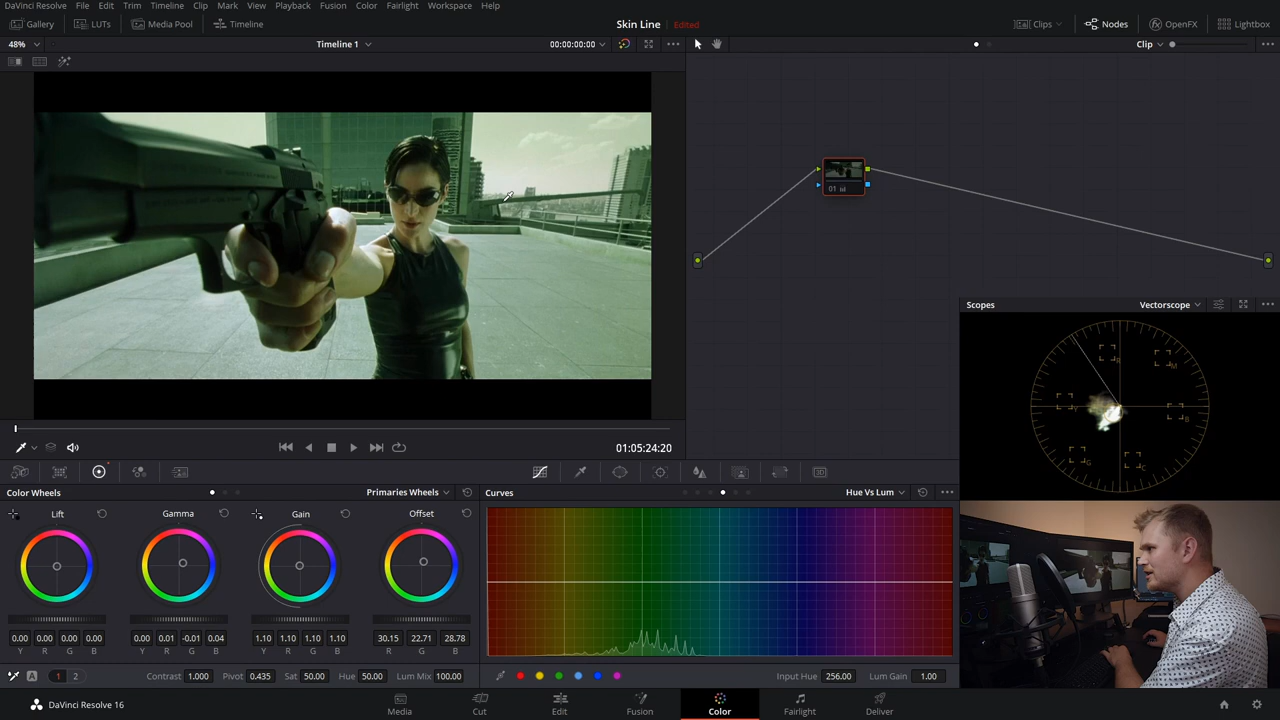 DaVinci Resolve File Edit Trim Timeline Clip Mark View Playback Fusion Color Fairlight Workspace Help
Gallery LUTs Media Pool Timeline Skin Line Edited Clips Nodes OpenFX Lightbox
48% Timeline 1 00:00:00:00 Clip
01
Scopes Vectorscope
R M
Y B
G C
01:05:24:20
Color Wheels Primaries Wheels Curves Hue Vs Lum
Lift Gamma Gain Offset
0.00 0.00 0.00 0.00 0.00 0.01 -0.01 0.04 1.10 1.10 1.10 1.10 30.15 22.71 28.78
Y R G B Y R G B Y R G B R G B
A 1 2 Contrast 1.000 Pivot 0.435 Sat 50.00 Hue 50.00 Lum Mix 100.00 Input Hue 256.00 Lum Gain 1.00
DaVinci Resolve 16 Media Cut Edit Fusion Color Fairlight Deliver